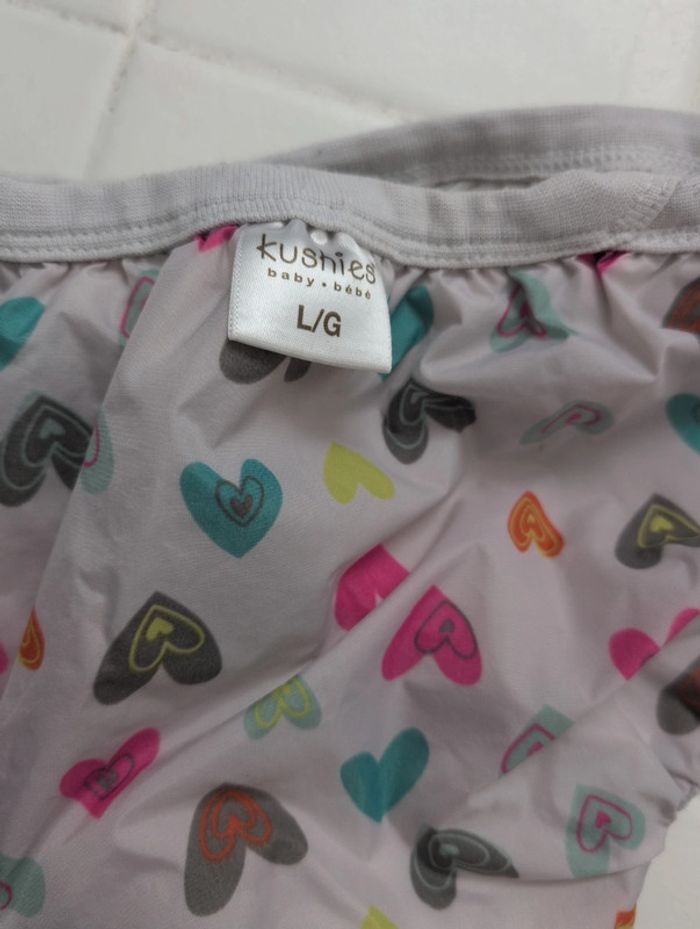 kushies
baby • bébé
L/G